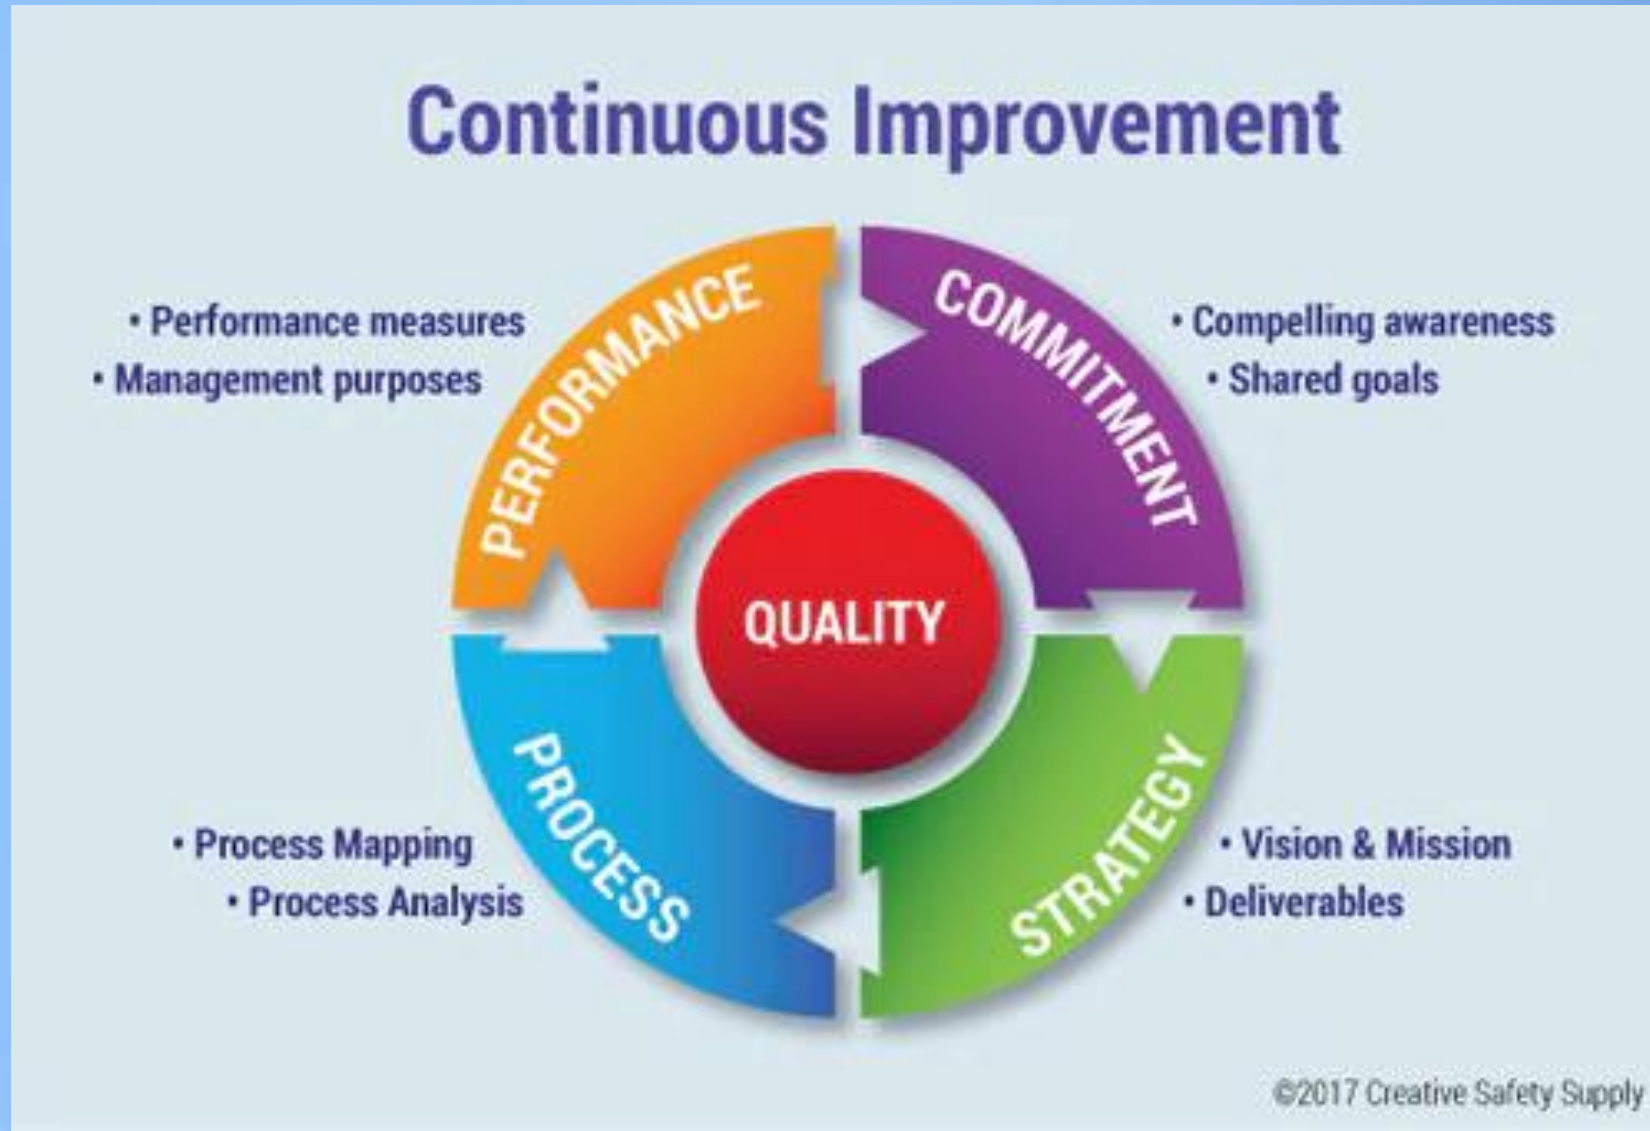 Continuous Improvement
PERFORMANCE
• Performance measures
• Management purposes
COMMITMENT
• Compelling awareness
• Shared goals
QUALITY
PROCESS
• Process Mapping
• Process Analysis
STRATEGY
• Vision & Mission
• Deliverables
©2017 Creative Safety Supply